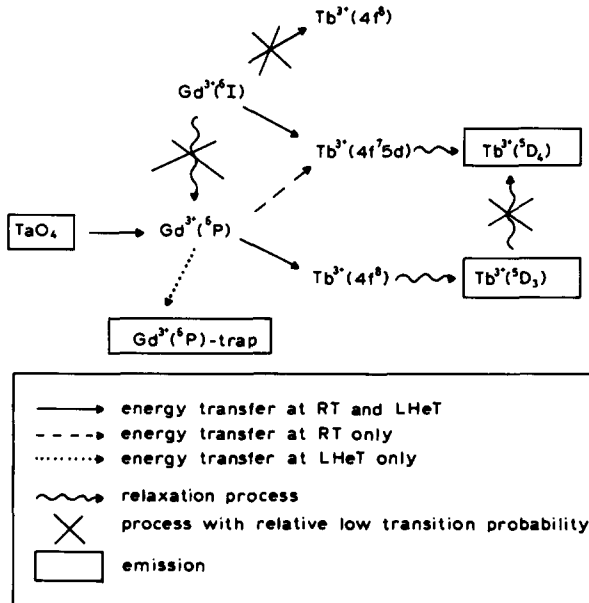 Tb³⁺(4f⁸)
Gd³⁺(⁶I)
Tb³⁺(4f⁷5d)
Tb³⁺(⁵D₄)
TaO₄
Gd³⁺(⁶P)
Tb³⁺(4f⁸)
Tb³⁺(⁵D₃)
Gd³⁺(⁶P)-trap
energy transfer at RT and LHeT
energy transfer at RT only
energy transfer at LHeT only
relaxation process
process with relative low transition probability
emission